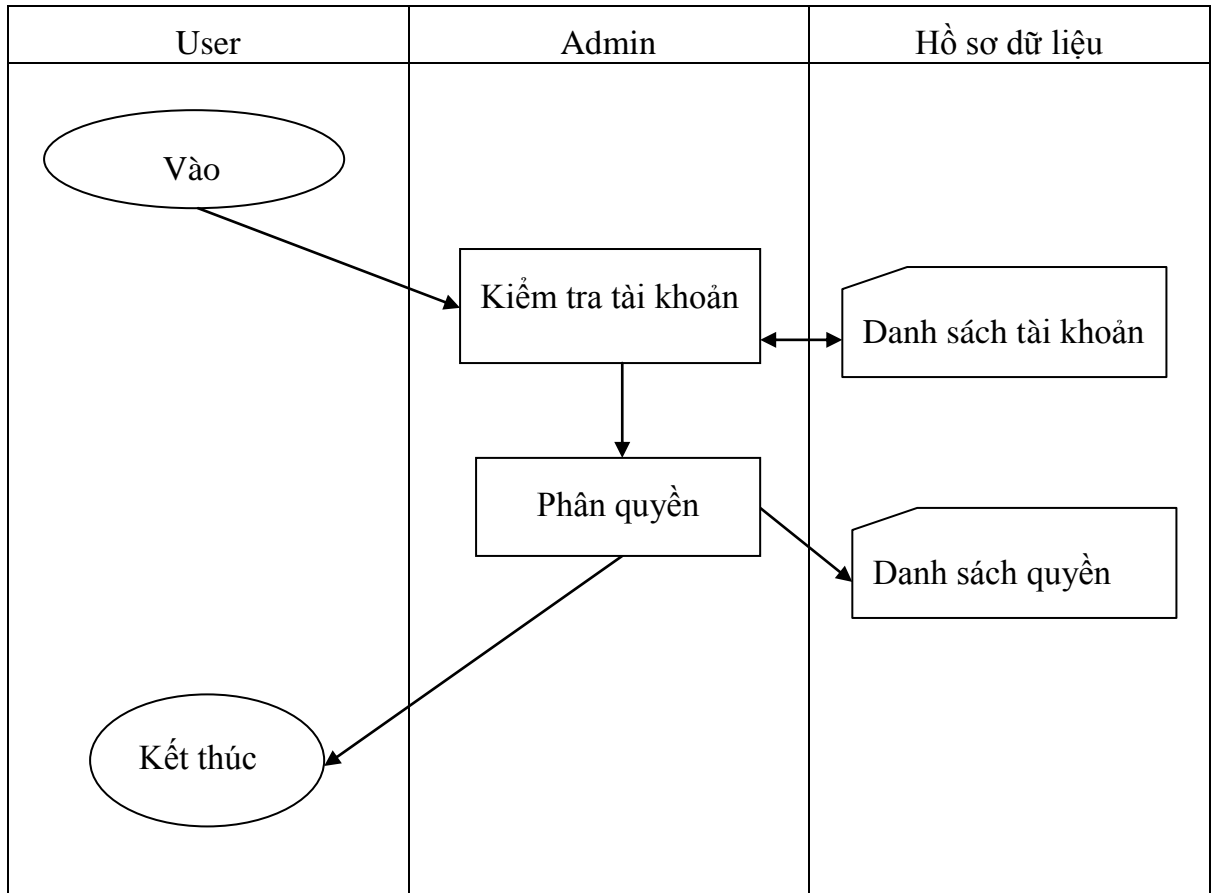 User
Admin
Hồ sơ dữ liệu
Vào
Kiểm tra tài khoản
Danh sách tài khoản
Phân quyền
Danh sách quyền
Kết thúc